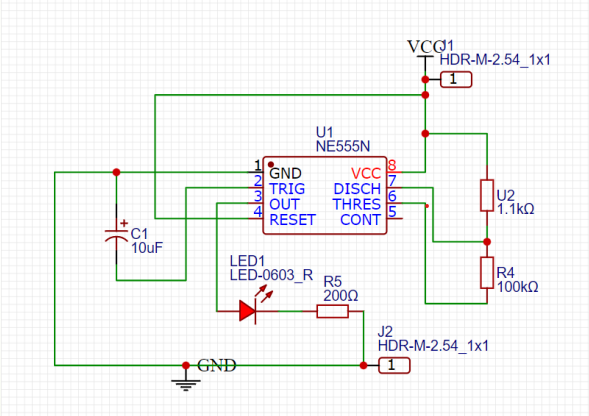 VCC
J1
HDR-M-2.54_1x1
1
U1
NE555N
1
GND
VCC
8
2
TRIG
DISCH
7
3
OUT
THRES
6
4
RESET
CONT
5
U2
1.1kΩ
+
C1
10uF
LED1
LED-0603_R
R5
200Ω
R4
100kΩ
J2
HDR-M-2.54_1x1
1
GND